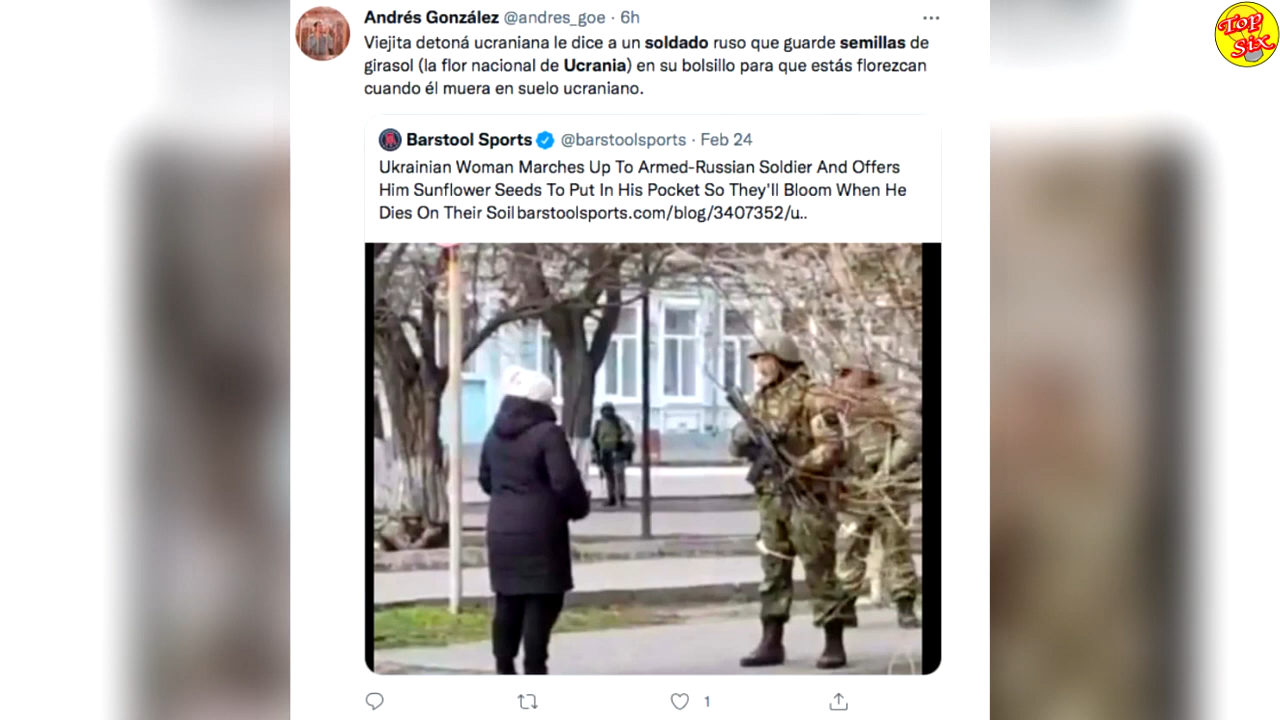 Andrés González @andres_goe · 6h
Viejita detoná ucraniana le dice a un soldado ruso que guarde semillas de
girasol (la flor nacional de Ucrania) en su bolsillo para que estás florezcan
cuando él muera en suelo ucraniano.
Barstool Sports @barstoolsports · Feb 24
Ukrainian Woman Marches Up To Armed-Russian Soldier And Offers
Him Sunflower Seeds To Put In His Pocket So They'll Bloom When He
Dies On Their Soil barstoolsports.com/blog/3407352/u..
1
Top
Six